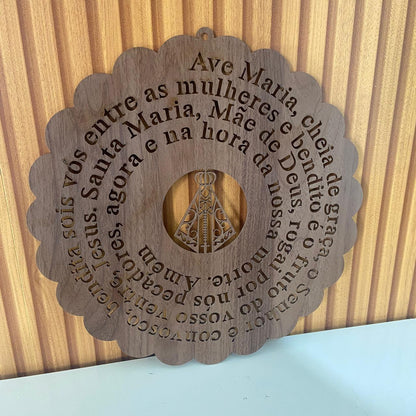 Ave Maria, cheia de graça, o Senhor é convosco, bendita sois vós entre as mulheres e bendito é o fruto do vosso ventre, Jesus. Santa Maria, Mãe de Deus, rogai por nós pecadores, agora e na hora da nossa morte. Amém